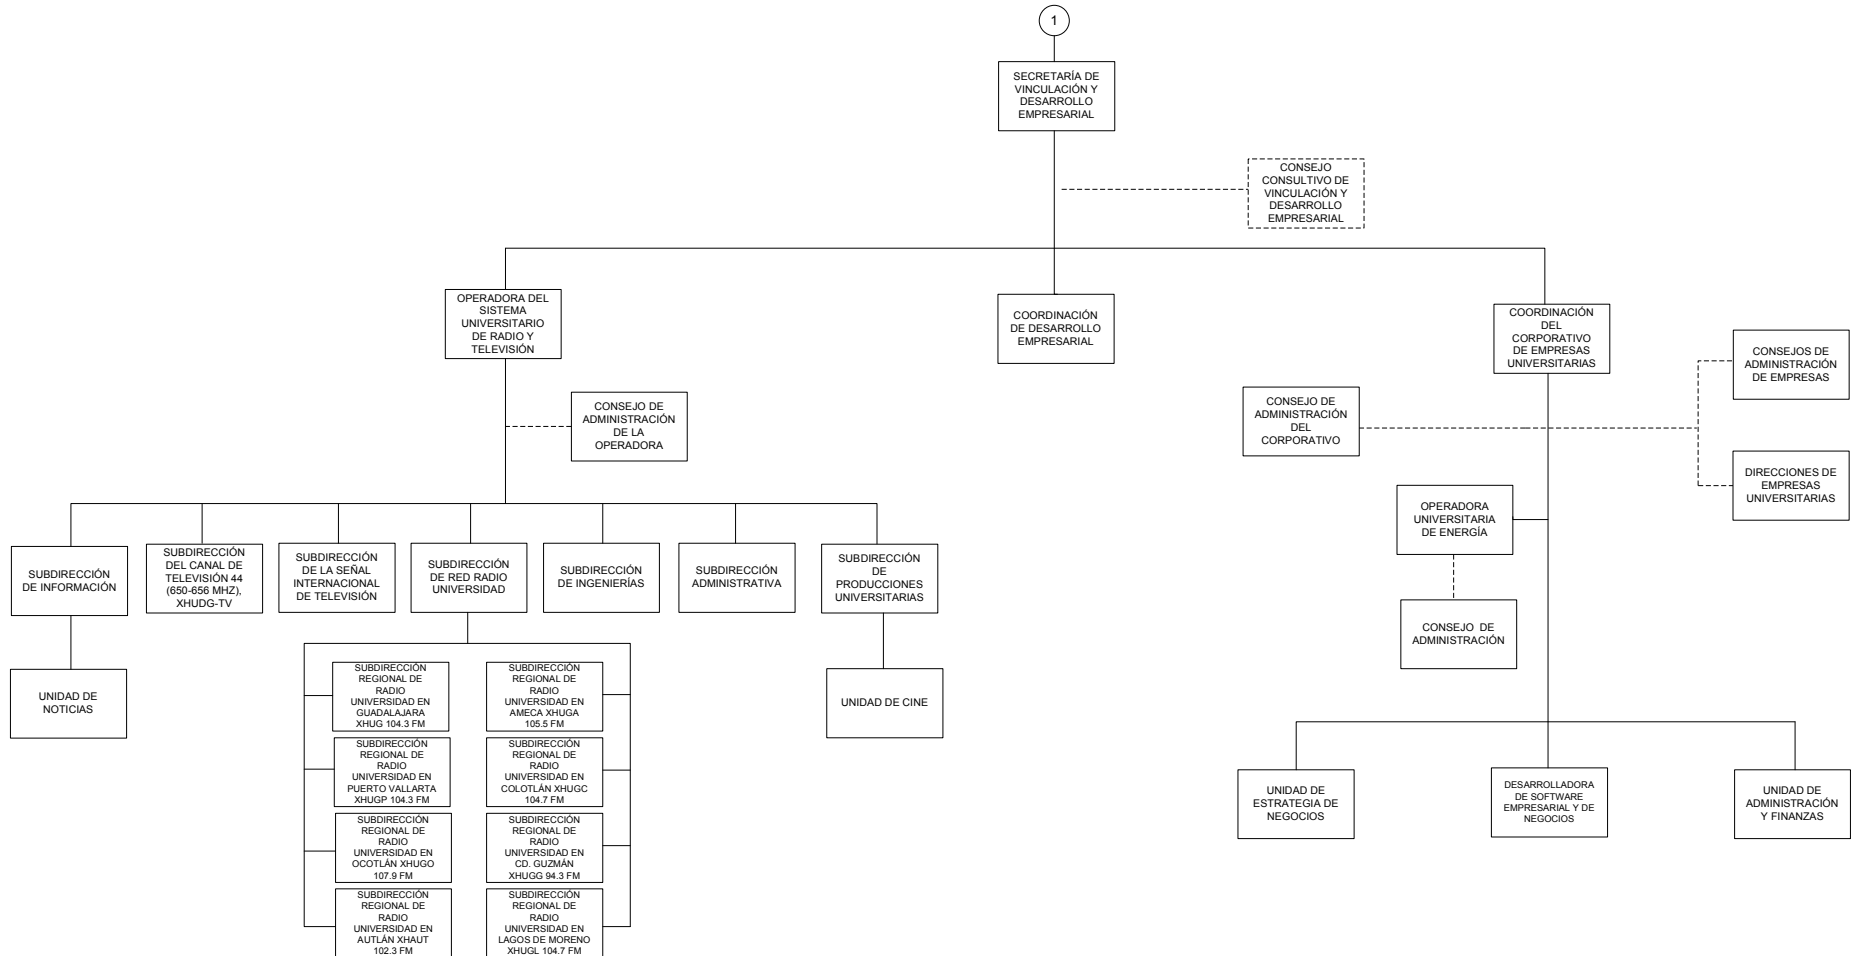 1
SECRETARÍA DE
VINCULACIÓN Y
DESARROLLO
EMPRESARIAL
CONSEJO
CONSULTIVO DE
VINCULACIÓN Y
DESARROLLO
EMPRESARIAL
OPERADORA DEL
SISTEMA
UNIVERSITARIO
DE RADIO Y
TELEVISIÓN
COORDINACIÓN
DE DESARROLLO
EMPRESARIAL
COORDINACIÓN
DEL
CORPORATIVO
DE EMPRESAS
UNIVERSITARIAS
CONSEJOS DE
ADMINISTRACIÓN
DE EMPRESAS
CONSEJO DE
ADMINISTRACIÓN
DE LA
OPERADORA
CONSEJO DE
ADMINISTRACIÓN
DEL
CORPORATIVO
DIRECCIONES DE
EMPRESAS
UNIVERSITARIAS
OPERADORA
UNIVERSITARIA
DE ENERGÍA
CONSEJO DE
ADMINISTRACIÓN
SUBDIRECCIÓN
DE INFORMACIÓN
SUBDIRECCIÓN
DEL CANAL DE
TELEVISIÓN 44
(650-656 MHZ),
XHUDG-TV
SUBDIRECCIÓN
DE LA SEÑAL
INTERNACIONAL
DE TELEVISIÓN
SUBDIRECCIÓN
DE RED RADIO
UNIVERSIDAD
SUBDIRECCIÓN
DE INGENIERÍAS
SUBDIRECCIÓN
ADMINISTRATIVA
SUBDIRECCIÓN
DE
PRODUCCIONES
UNIVERSITARIAS
UNIDAD DE
NOTICIAS
SUBDIRECCIÓN
REGIONAL DE
RADIO
UNIVERSIDAD EN
GUADALAJARA
XHUG 104.3 FM
SUBDIRECCIÓN
REGIONAL DE
RADIO
UNIVERSIDAD EN
AMECA XHUGA
105.5 FM
UNIDAD DE CINE
SUBDIRECCIÓN
REGIONAL DE
RADIO
UNIVERSIDAD EN
PUERTO VALLARTA
XHUGP 104.3 FM
SUBDIRECCIÓN
REGIONAL DE
RADIO
UNIVERSIDAD EN
COLOTLÁN XHUGC
104.7 FM
SUBDIRECCIÓN
REGIONAL DE
RADIO
UNIVERSIDAD EN
OCOTLÁN XHUGO
107.9 FM
SUBDIRECCIÓN
REGIONAL DE
RADIO
UNIVERSIDAD EN
CD. GUZMÁN
XHUGG 94.3 FM
SUBDIRECCIÓN
REGIONAL DE
RADIO
UNIVERSIDAD EN
AUTLÁN XHAUT
102.3 FM
SUBDIRECCIÓN
REGIONAL DE
RADIO
UNIVERSIDAD EN
LAGOS DE MORENO
XHUGL 104.7 FM
UNIDAD DE
ESTRATEGIA DE
NEGOCIOS
DESARROLLADORA
DE SOFTWARE
EMPRESARIAL Y DE
NEGOCIOS
UNIDAD DE
ADMINISTRACIÓN
Y FINANZAS